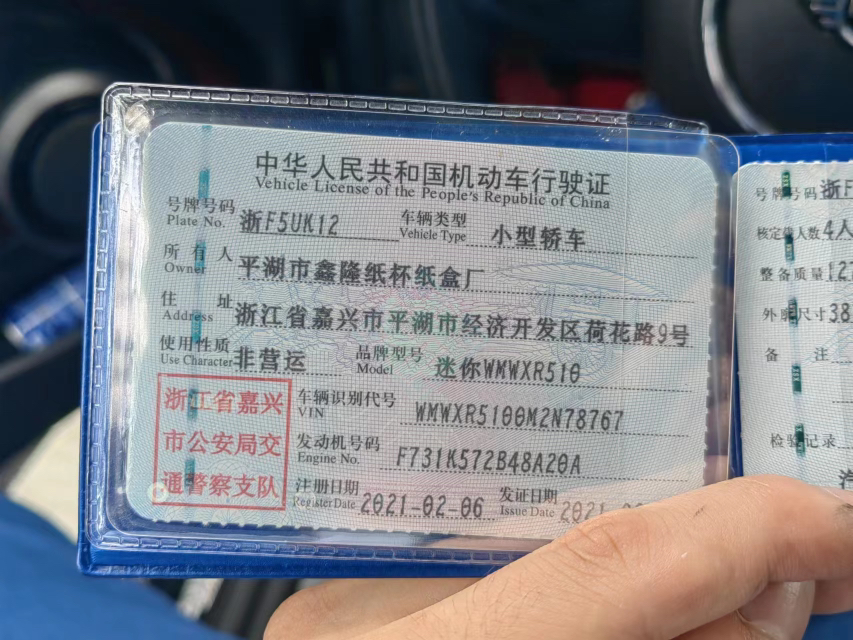 中华人民共和国机动车行驶证
Vehicle License of the People's Republic of China
号牌号码 浙F5UK12 车辆类型 小型轿车
Plate No. Vehicle Type
所有人 平湖市鑫隆纸杯纸盒厂
Owner
住址 浙江省嘉兴市平湖市经济开发区荷花路9号
Address
使用性质 非营运 品牌型号 迷你WMWXR510
Use Character Model
浙江省嘉兴
市公安局交
通警察支队
车辆识别代号 WMWXR5100M2N78767
VIN
发动机号码 F731K572B48A20A
Engine No.
注册日期 2021-02-06 发证日期 2021
Register Date Issue Date
号牌号码 浙F
核定载人数 4人
整备质量 127
外廓尺寸 38
备注
检验记录